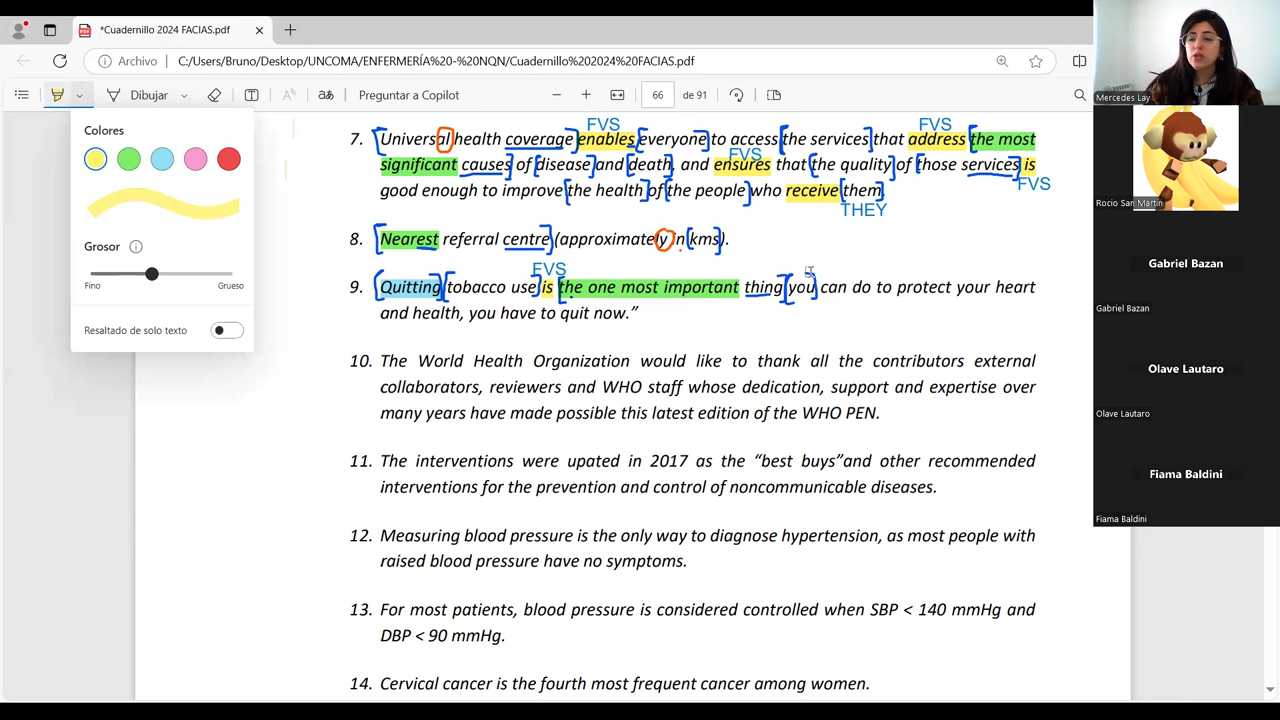 *Cuadernillo 2024 FACIAS.pdf
Archivo C:/Users/Bruno/Desktop/UNCOMA/ENFERMERÍA%20-%20NQN/Cuadernillo%202024%20FACIAS.pdf
Dibujar aあ Preguntar a Copilot 66 de 91
Colores
Grosor
Fino Grueso
Resaltado de solo texto
FVS FVS
7. Universal health coverage enables everyone to access the services that address the most
FVS
significant causes of disease and death, and ensures that the quality of those services is
FVS
good enough to improve the health of the people who receive them.
THEY
8. Nearest referral centre (approximately in kms).
FVS
9. Quitting tobacco use is the one most important thing you can do to protect your heart
and health, you have to quit now.”
10. The World Health Organization would like to thank all the contributors external
collaborators, reviewers and WHO staff whose dedication, support and expertise over
many years have made possible this latest edition of the WHO PEN.
11. The interventions were upated in 2017 as the “best buys”and other recommended
interventions for the prevention and control of noncommunicable diseases.
12. Measuring blood pressure is the only way to diagnose hypertension, as most people with
raised blood pressure have no symptoms.
13. For most patients, blood pressure is considered controlled when SBP < 140 mmHg and
DBP < 90 mmHg.
14. Cervical cancer is the fourth most frequent cancer among women.
Mercedes Lay
Rocio San Martin
Gabriel Bazan
Gabriel Bazan
Olave Lautaro
Olave Lautaro
Fiama Baldini
Fiama Baldini